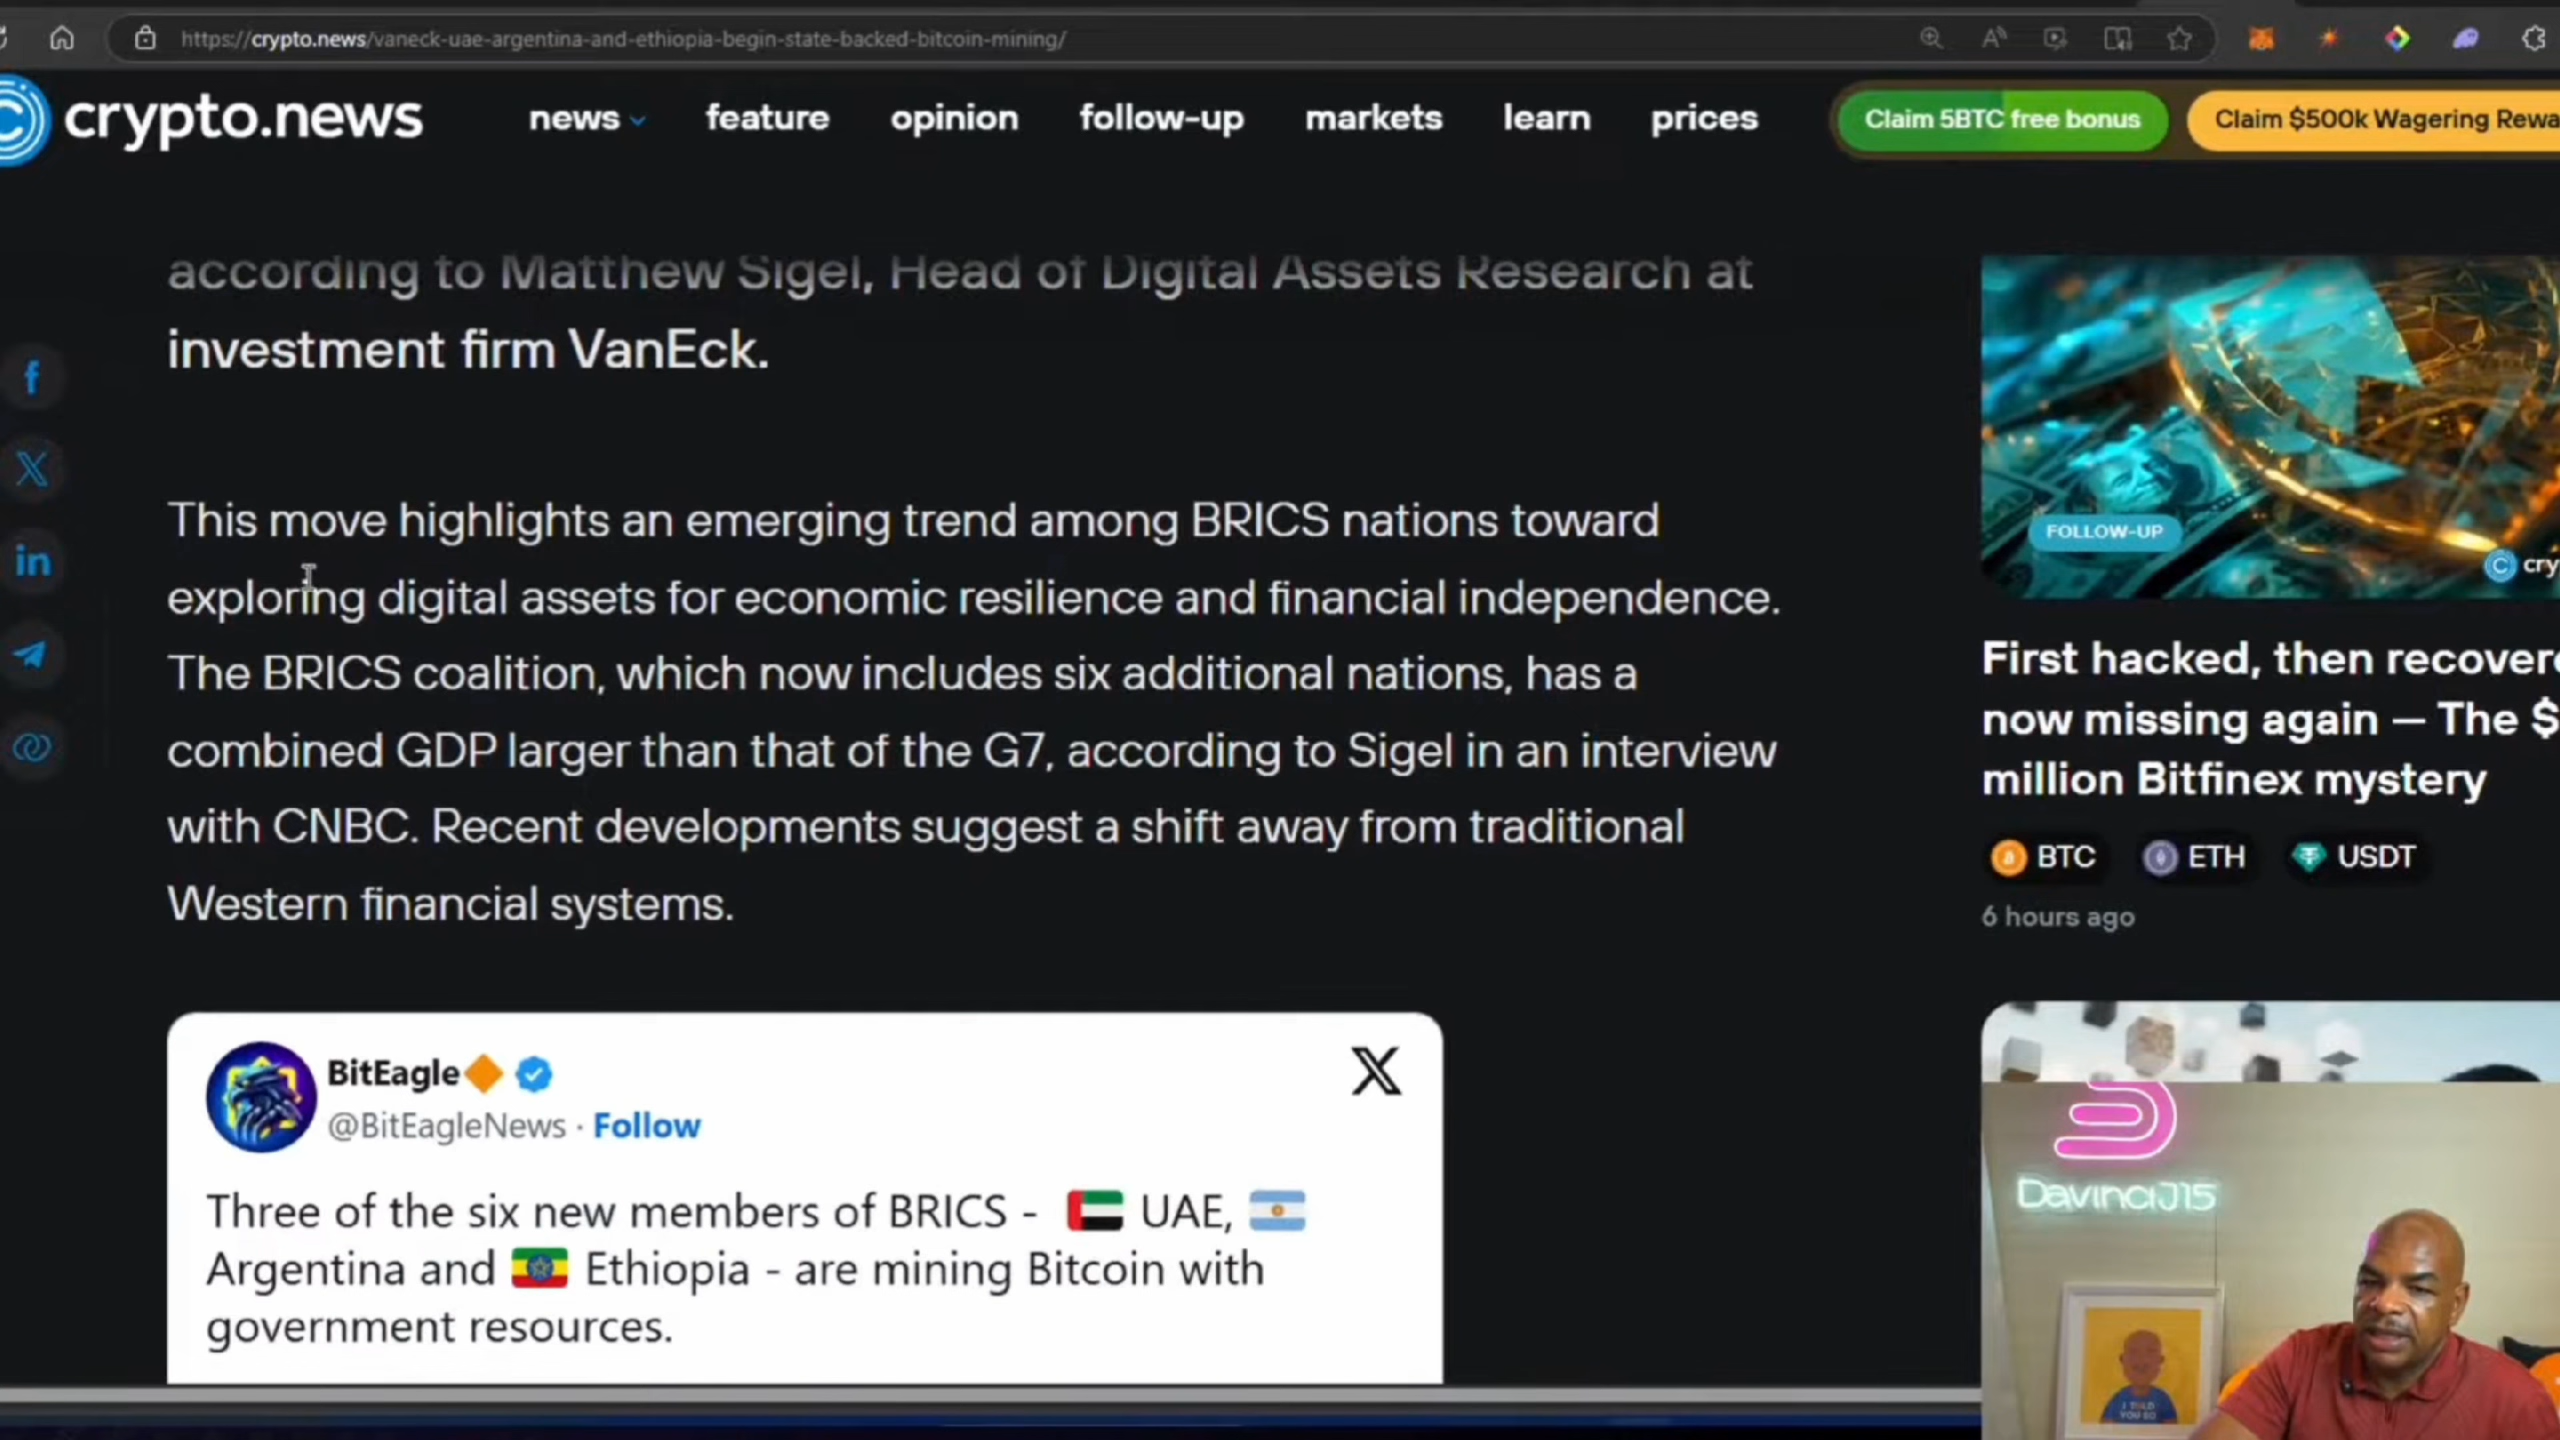 https://crypto.news/vaneck-uae-argentina-and-ethiopia-begin-state-backed-bitcoin-mining/
crypto.news
news feature opinion follow-up markets learn prices
Claim 5BTC free bonus
Claim $500k Wagering Rewa
according to Matthew Sigel, Head of Digital Assets Research at
investment firm VanEck.
This move highlights an emerging trend among BRICS nations toward
exploring digital assets for economic resilience and financial independence.
The BRICS coalition, which now includes six additional nations, has a
combined GDP larger than that of the G7, according to Sigel in an interview
with CNBC. Recent developments suggest a shift away from traditional
Western financial systems.
BitEagle
@BitEagleNews · Follow
Three of the six new members of BRICS - UAE,
Argentina and Ethiopia - are mining Bitcoin with
government resources.
FOLLOW-UP
cry
First hacked, then recovere
now missing again — The $
million Bitfinex mystery
BTC ETH USDT
6 hours ago
DavinciJ15
I TOLD
YOU SO